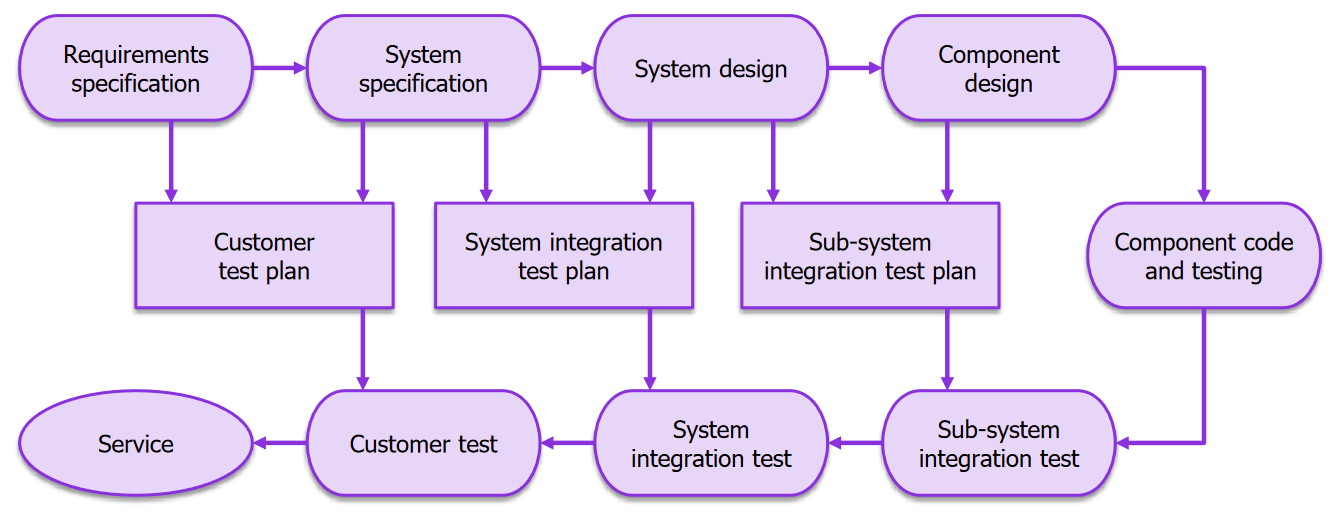 Requirements
specification
System
specification
System design
Component
design
Customer
test plan
System integration
test plan
Sub-system
integration test plan
Component code
and testing
Service
Customer test
System
integration test
Sub-system
integration test